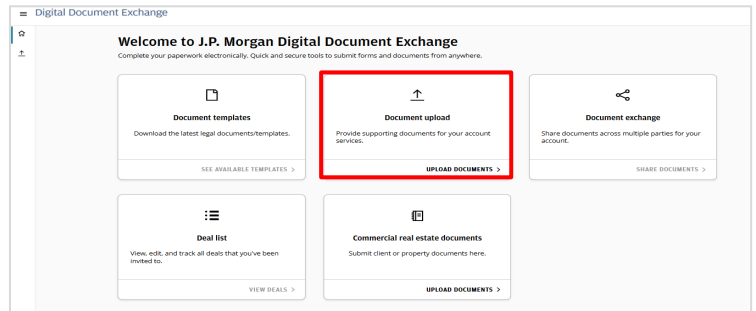 Digital Document Exchange
Welcome to J.P. Morgan Digital Document Exchange
Complete your paperwork electronically. Quick and secure tools to submit forms and documents from anywhere.
Document templates
Download the latest legal documents/templates.
SEE AVAILABLE TEMPLATES >
Document upload
Provide supporting documents for your account
services.
UPLOAD DOCUMENTS >
Document exchange
Share documents across multiple parties for your
account.
SHARE DOCUMENTS >
Deal list
View, edit, and track all deals that you've been
invited to.
VIEW DEALS >
Commercial real estate documents
Submit client or property documents here.
UPLOAD DOCUMENTS >